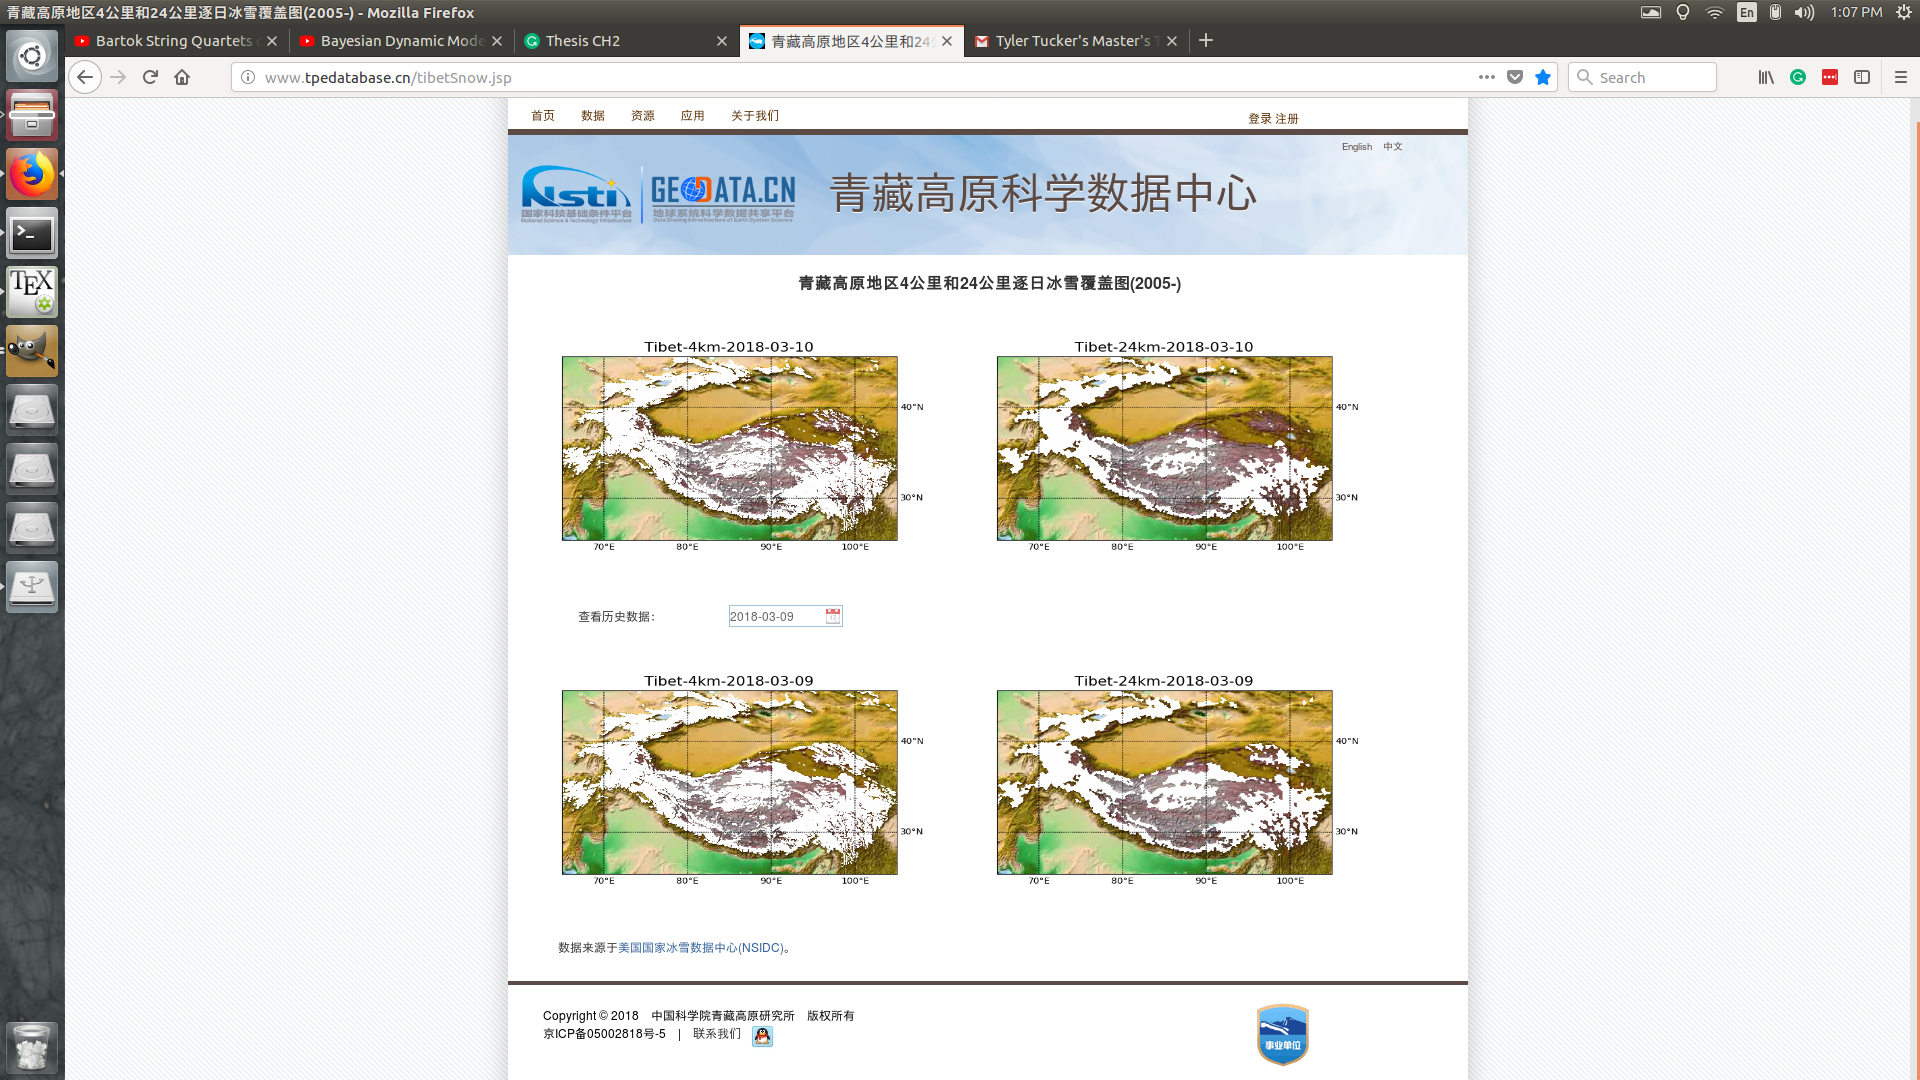 青藏高原地区4公里和24公里逐日冰雪覆盖图(2005-) - Mozilla Firefox
En
1:07 PM
Bartok String Quartets
Bayesian Dynamic Mode
Thesis CH2
青藏高原地区4公里和24
Tyler Tucker's Master's T
www.tpedatabase.cn/tibetSnow.jsp
Search
首页 数据 资源 应用 关于我们
登录 注册
English 中文
Nsti
国家科技基础条件平台
National Science & Technology Infrastructure
GEODATA.CN
地球系统科学数据共享平台
Data Sharing Infrastructure of Earth System Science
青藏高原科学数据中心
青藏高原地区4公里和24公里逐日冰雪覆盖图(2005-)
Tibet-4km-2018-03-10
40°N
30°N
70°E 80°E 90°E 100°E
Tibet-24km-2018-03-10
40°N
30°N
70°E 80°E 90°E 100°E
查看历史数据：
2018-03-09
Tibet-4km-2018-03-09
40°N
30°N
70°E 80°E 90°E 100°E
Tibet-24km-2018-03-09
40°N
30°N
70°E 80°E 90°E 100°E
数据来源于美国国家冰雪数据中心(NSIDC)。
Copyright © 2018 中国科学院青藏高原研究所 版权所有
京ICP备05002818号-5 | 联系我们
事业单位
TEX